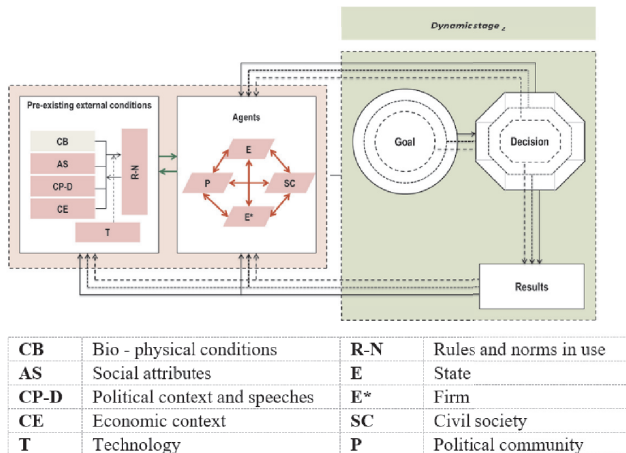 Dynamic stage z
Pre-existing external conditions
CB
AS
CP-D
CE
R-N
T
Agents
E
P
SC
E*
Goal
Decision
Results
CB Bio - physical conditions R-N Rules and norms in use
AS Social attributes E State
CP-D Political context and speeches E* Firm
CE Economic context SC Civil society
T Technology P Political community